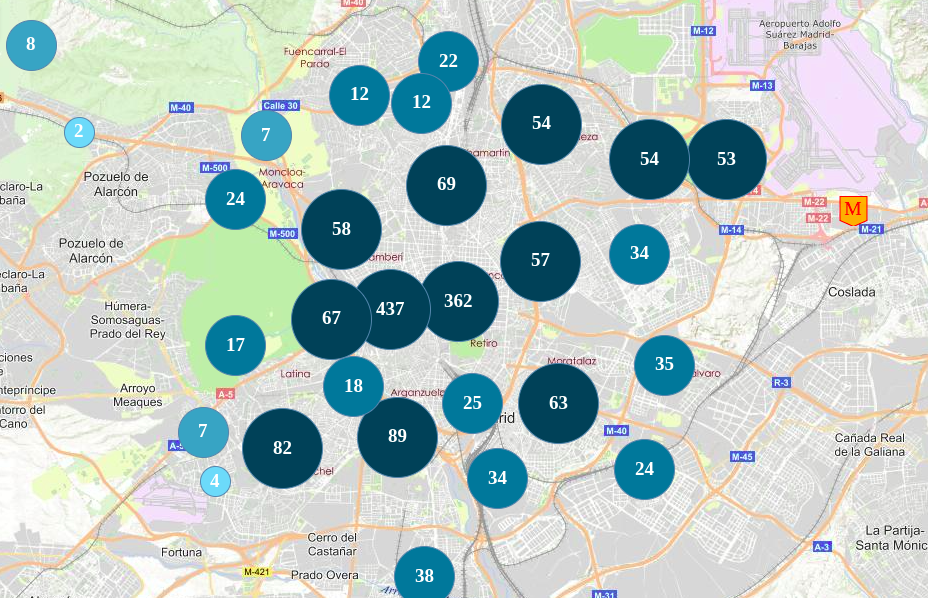 M-40
M-12
Aeropuerto Adolfo
Suárez Madrid-
Barajas
8
Fuencarral-El
Pardo
22
M-13
12
12
M-40
Calle 30
54
2
7
54
53
M-500
Moncloa-
Aravaca
Pozuelo de
Alarcón
69
24
M-22
M
M-22
M-21
58
M-500
M-14
Pozuelo de
Alarcón
57
34
Coslada
Húmera-
Somosaguas-
Prado del Rey
67
437
362
17
Retiro
Moratalaz
35
Latina
18
Arganzuela
R-3
Arroyo
Meaques
A-5
25
63
7
82
89
M-40
Cañada Real
de la Galiana
M-45
4
34
24
Cerro del
Castañar
La Partija-
Santa Mónic
Fortuna
A-3
M-421
Prado Overa
38
M-31